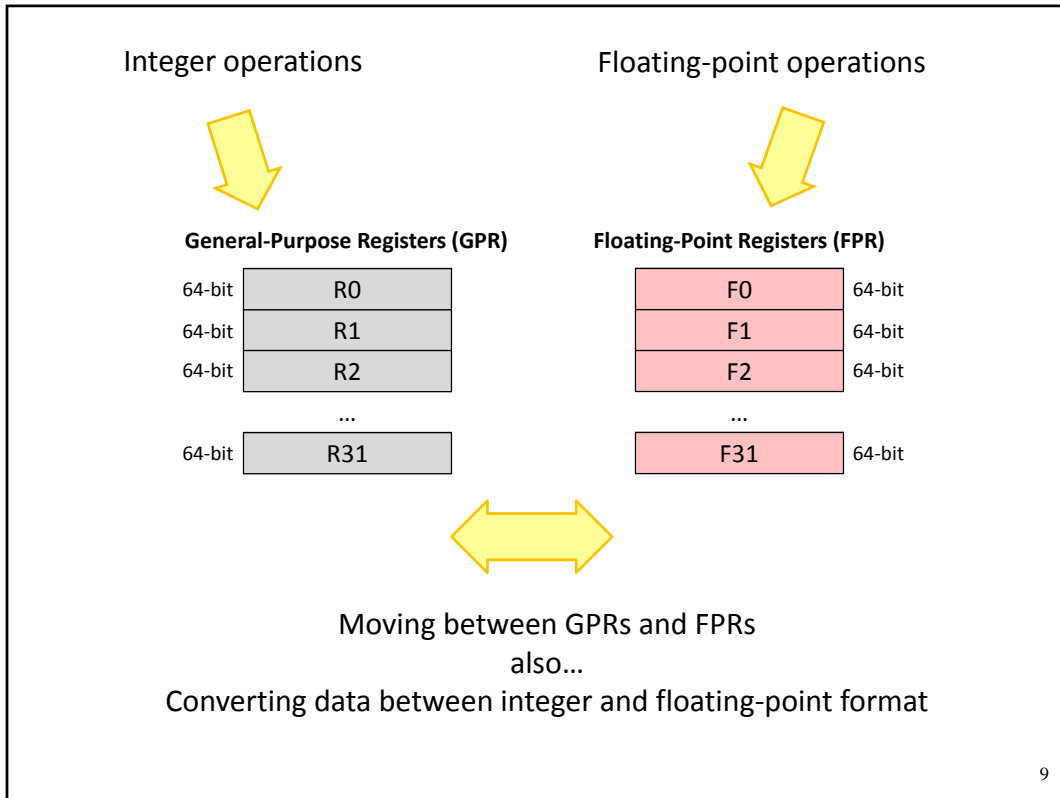 Integer operations
Floating-point operations
General-Purpose Registers (GPR)
64-bit R0
64-bit R1
64-bit R2
...
64-bit R31
Floating-Point Registers (FPR)
F0 64-bit
F1 64-bit
F2 64-bit
...
F31 64-bit
Moving between GPRs and FPRs
also...
Converting data between integer and floating-point format
9